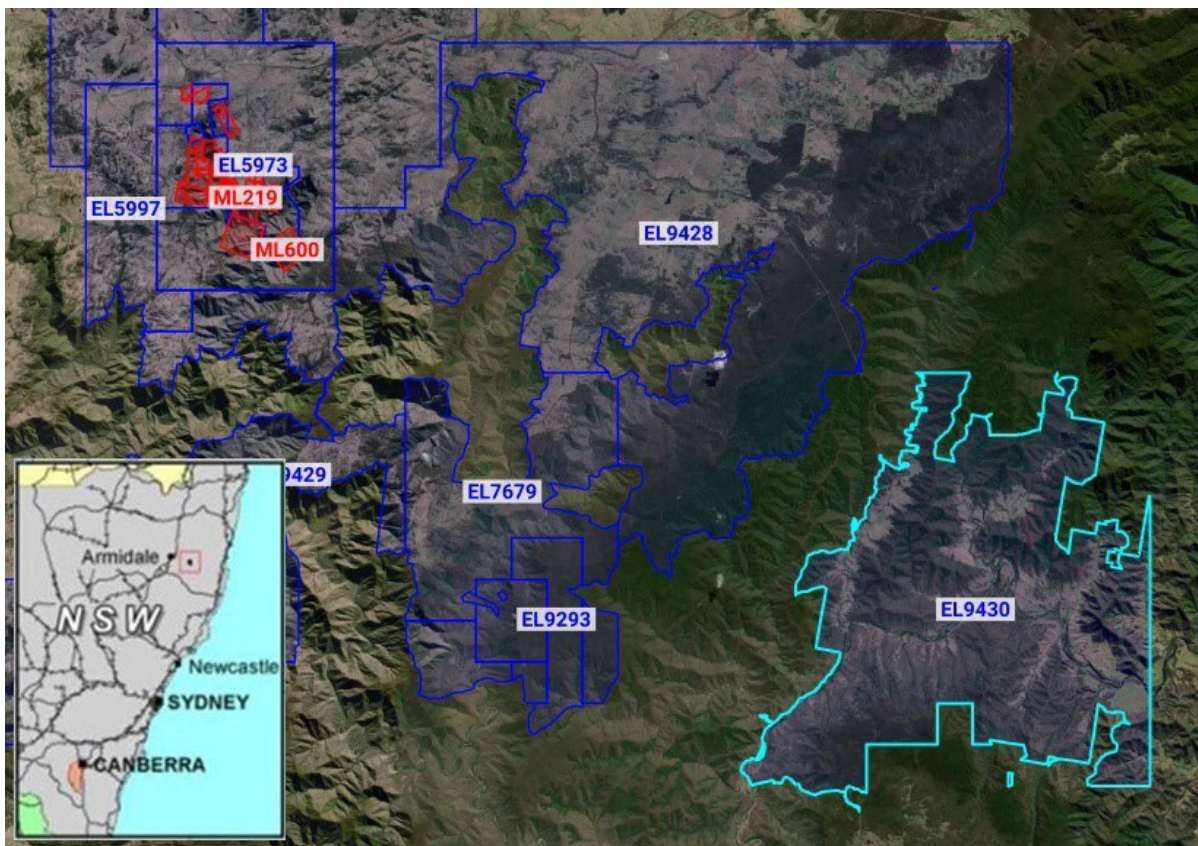 EL5973
ML219
EL5997
EL9428
ML600
9429
EL7679
EL9293
EL9430
Armidale
NSW
Newcastle
SYDNEY
CANBERRA